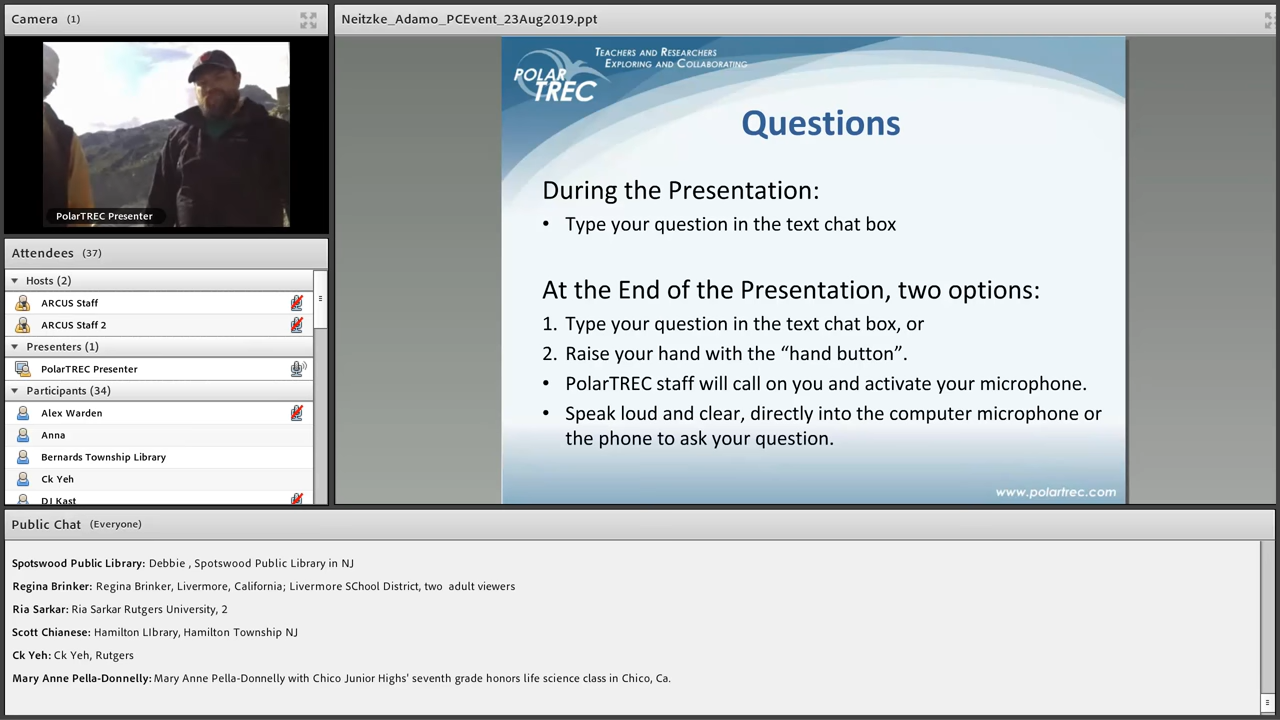 Camera (1)
PolarTREC Presenter
Attendees (37)
Hosts (2)
ARCUS Staff
ARCUS Staff 2
Presenters (1)
PolarTREC Presenter
Participants (34)
Alex Warden
Anna
Bernards Township Library
Ck Yeh
DJ Kast
Neitzke_Adamo_PCEvent_23Aug2019.ppt
TEACHERS AND RESEARCHERS
EXPLORING AND COLLABORATING
POLAR
TREC
Questions
During the Presentation:
• Type your question in the text chat box
At the End of the Presentation, two options:
1. Type your question in the text chat box, or
2. Raise your hand with the “hand button”.
• PolarTREC staff will call on you and activate your microphone.
• Speak loud and clear, directly into the computer microphone or
the phone to ask your question.
www.polartrec.com
Public Chat (Everyone)
Spotswood Public Library: Debbie , Spotswood Public Library in NJ
Regina Brinker: Regina Brinker, Livermore, California; Livermore SChool District, two adult viewers
Ria Sarkar: Ria Sarkar Rutgers University, 2
Scott Chianese: Hamilton LIbrary, Hamilton Township NJ
Ck Yeh: Ck Yeh, Rutgers
Mary Anne Pella-Donnelly: Mary Anne Pella-Donnelly with Chico Junior Highs' seventh grade honors life science class in Chico, Ca.